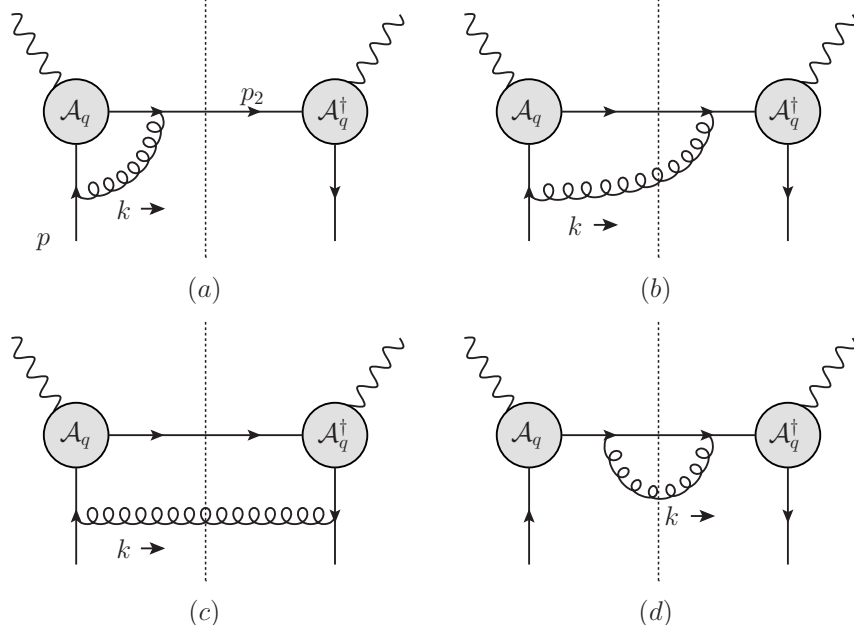 𝒜_q p_2 𝒜_q^† 𝒜_q 𝒜_q^†
k → k →
p
(a) (b)
𝒜_q 𝒜_q^† 𝒜_q 𝒜_q^†
k → k →
(c) (d)